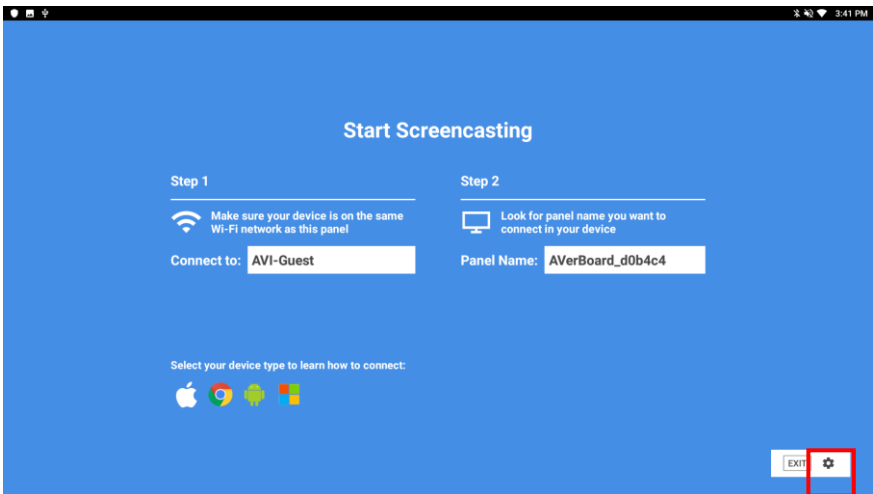 3:41 PM
Start Screencasting
Step 1
Make sure your device is on the same
Wi-Fi network as this panel
Connect to: AVI-Guest
Step 2
Look for panel name you want to
connect in your device
Panel Name: AVerBoard_d0b4c4
Select your device type to learn how to connect:
EXIT